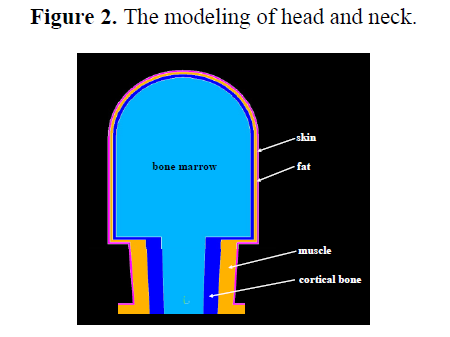 Figure 2. The modeling of head and neck.
skin
bone marrow
fat
muscle
cortical bone